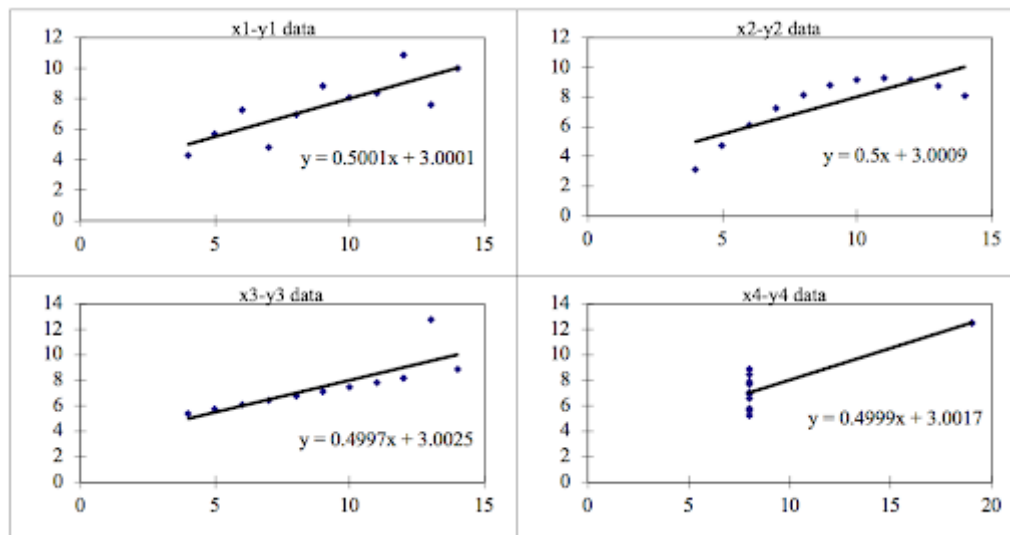 x1-y1 data
12
10
8
6
4
2
0
y = 0.5001x + 3.0001
0 5 10 15
x2-y2 data
12
10
8
6
4
2
0
y = 0.5x + 3.0009
0 5 10 15
x3-y3 data
14
12
10
8
6
4
2
0
y = 0.4997x + 3.0025
0 5 10 15
x4-y4 data
14
12
10
8
6
4
2
0
y = 0.4999x + 3.0017
0 5 10 15 20